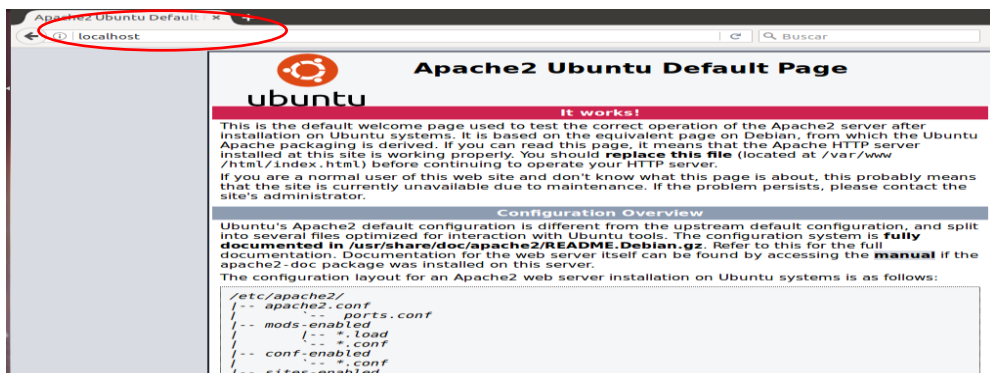 Apache2 Ubuntu Default
localhost
Buscar
ubuntu
Apache2 Ubuntu Default Page
It works!
This is the default welcome page used to test the correct operation of the Apache2 server after
installation on Ubuntu systems. It is based on the equivalent page on Debian, from which the Ubuntu
Apache packaging is derived. If you can read this page, it means that the Apache HTTP server
installed at this site is working properly. You should replace this file (located at /var/www
/html/index.html) before continuing to operate your HTTP server.
If you are a normal user of this web site and don't know what this page is about, this probably means
that the site is currently unavailable due to maintenance. If the problem persists, please contact the
site's administrator.
Configuration Overview
Ubuntu's Apache2 default configuration is different from the upstream default configuration, and split
into several files optimized for interaction with Ubuntu tools. The configuration system is fully
documented in /usr/share/doc/apache2/README.Debian.gz. Refer to this for the full
documentation. Documentation for the web server itself can be found by accessing the manual if the
apache2-doc package was installed on this server.
The configuration layout for an Apache2 web server installation on Ubuntu systems is as follows:
/etc/apache2/
|-- apache2.conf
|       `--  ports.conf
|-- mods-enabled
|       |-- *.load
|       `-- *.conf
|-- conf-enabled
|       `-- *.conf
|-- sites-enabled